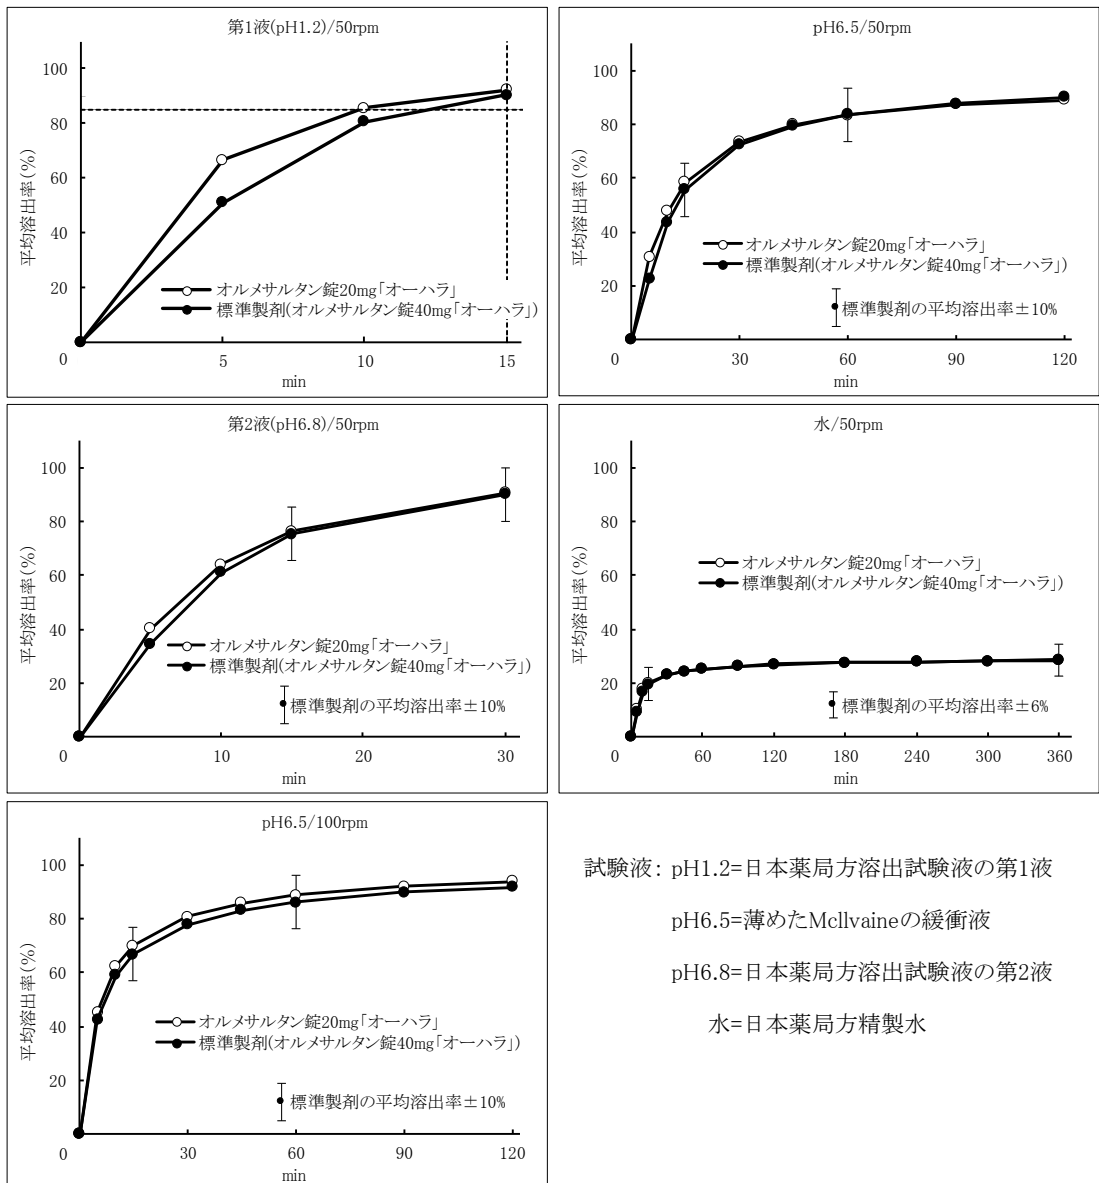 第1液(pH1.2)/50rpm
平均溶出率(%)
100
80
60
40
20
0
オルメサルタン錠20mg「オーハラ」
標準製剤(オルメサルタン錠40mg「オーハラ」)
5
10
15
min
pH6.5/50rpm
平均溶出率(%)
100
80
60
40
20
0
オルメサルタン錠20mg「オーハラ」
標準製剤(オルメサルタン錠40mg「オーハラ」)
標準製剤の平均溶出率±10%
30
60
90
120
min
第2液(pH6.8)/50rpm
平均溶出率(%)
100
80
60
40
20
0
オルメサルタン錠20mg「オーハラ」
標準製剤(オルメサルタン錠40mg「オーハラ」)
標準製剤の平均溶出率±10%
10
20
30
min
水/50rpm
平均溶出率(%)
100
80
60
40
20
0
オルメサルタン錠20mg「オーハラ」
標準製剤(オルメサルタン錠40mg「オーハラ」)
標準製剤の平均溶出率±6%
60
120
180
240
300
360
min
pH6.5/100rpm
平均溶出率(%)
100
80
60
40
20
0
オルメサルタン錠20mg「オーハラ」
標準製剤(オルメサルタン錠40mg「オーハラ」)
標準製剤の平均溶出率±10%
30
60
90
120
min
試験液: pH1.2=日本薬局方溶出試験液の第1液
pH6.5=薄めたMcIlvaineの緩衝液
pH6.8=日本薬局方溶出試験液の第2液
水=日本薬局方精製水